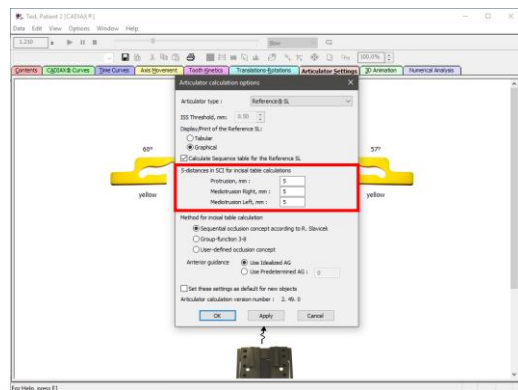 Test, Patient 2 [CADIAX®]
Data Edit View Options Window Help
1.210
Slow
100.0%
Contents CADIAX® Curves Time Curves Axis Movement Tooth Kinetics Translations-Rotations Articulator Settings 3D Animation Numerical Analysis
Articulator calculation options
Articulator type : Reference® SL
ISS Threshold, mm: 0.50
Display/Print of the Reference SL:
Tabular
Graphical
Calculate Sequence table for the Reference SL
S-distances in SCI for incisal table calculations
Protrusion, mm : 5
Mediotrusion Right, mm : 5
Mediotrusion Left, mm : 5
Method for incisal table calculation
Sequential occlusion concept according to R. Slavicek
Group-function 3-8
User-defined occlusion concept
Anterior guidance Use Idealized AG
Use Predetermined AG : 0
Set these settings as default for new objects
Articulator calculation version number : 2. 49. 0
OK Apply Cancel
60° 57°
yellow yellow
For Help, press F1